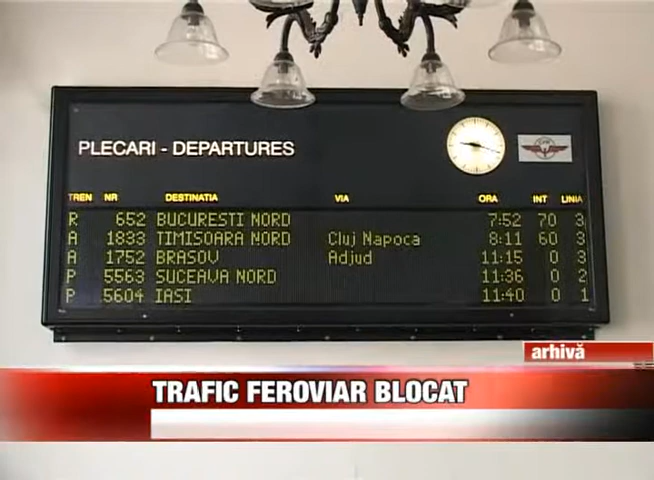 PLECARI - DEPARTURES
TREN NR DESTINATIA VIA ORA INT LINIA
R 652 BUCURESTI NORD 7:52 70 3
A 1833 TIMISOARA NORD Cluj Napoca 8:11 60 3
A 1752 BRASOV Adjud 11:15 0 3
P 5563 SUCEAVA NORD 11:36 0 2
P 5604 IASI 11:40 0 1
arhivă
TRAFIC FEROVIAR BLOCAT